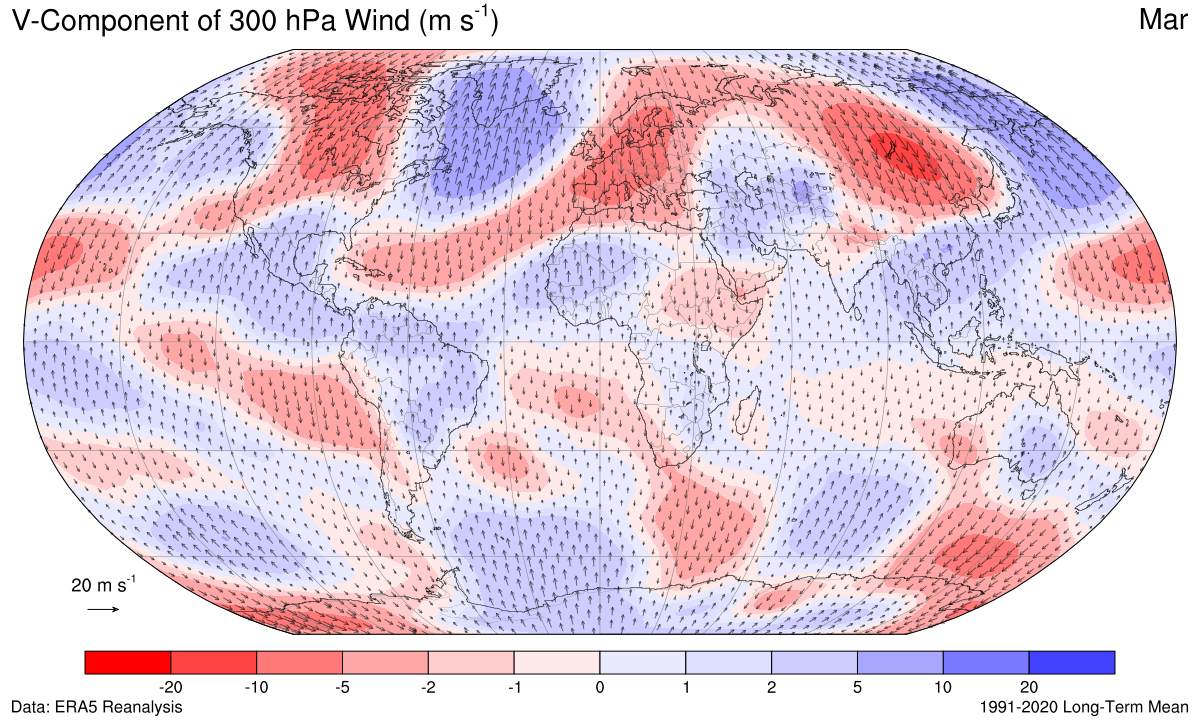 V-Component of 300 hPa Wind (m s⁻¹)
Mar
20 m s⁻¹
-20 -10 -5 -2 -1 0 1 2 5 10 20
Data: ERA5 Reanalysis
1991-2020 Long-Term Mean